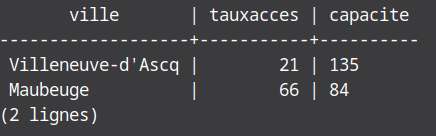 ville | tauxacces | capacite
-------------------+-----------+----------
Villeneuve-d'Ascq | 21 | 135
Maubeuge | 66 | 84
(2 lignes)